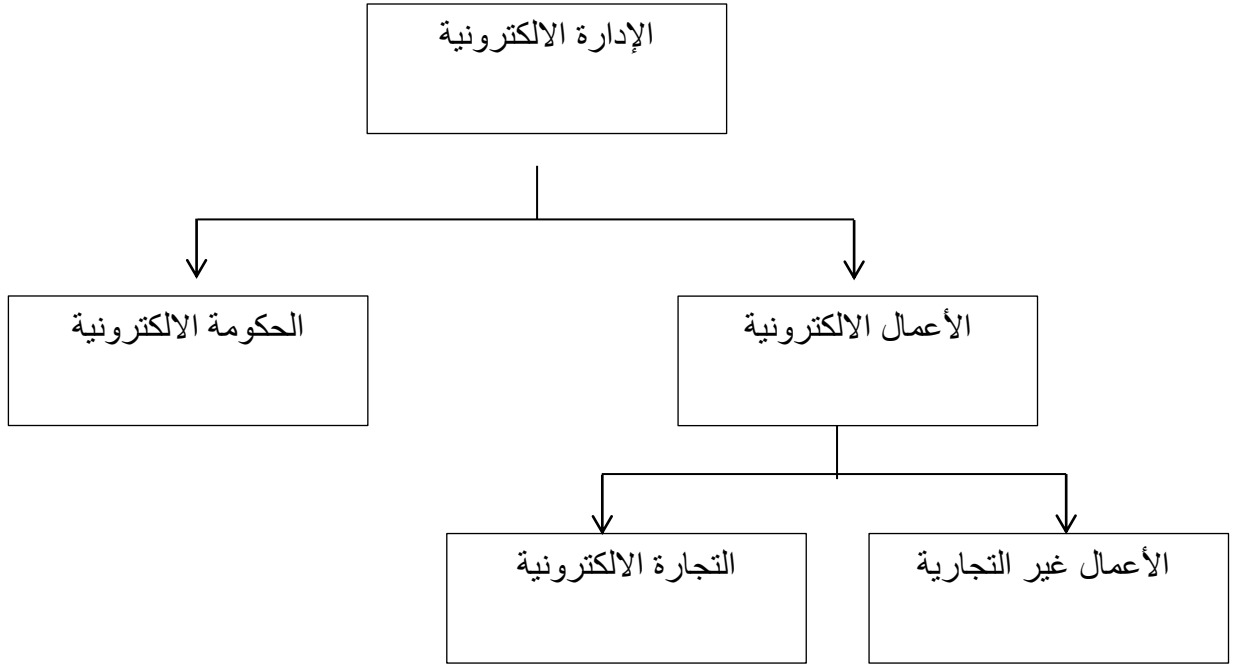 الإدارة الالكترونية
الأعمال الالكترونية
الحكومة الالكترونية
الأعمال غير التجارية
التجارة الالكترونية